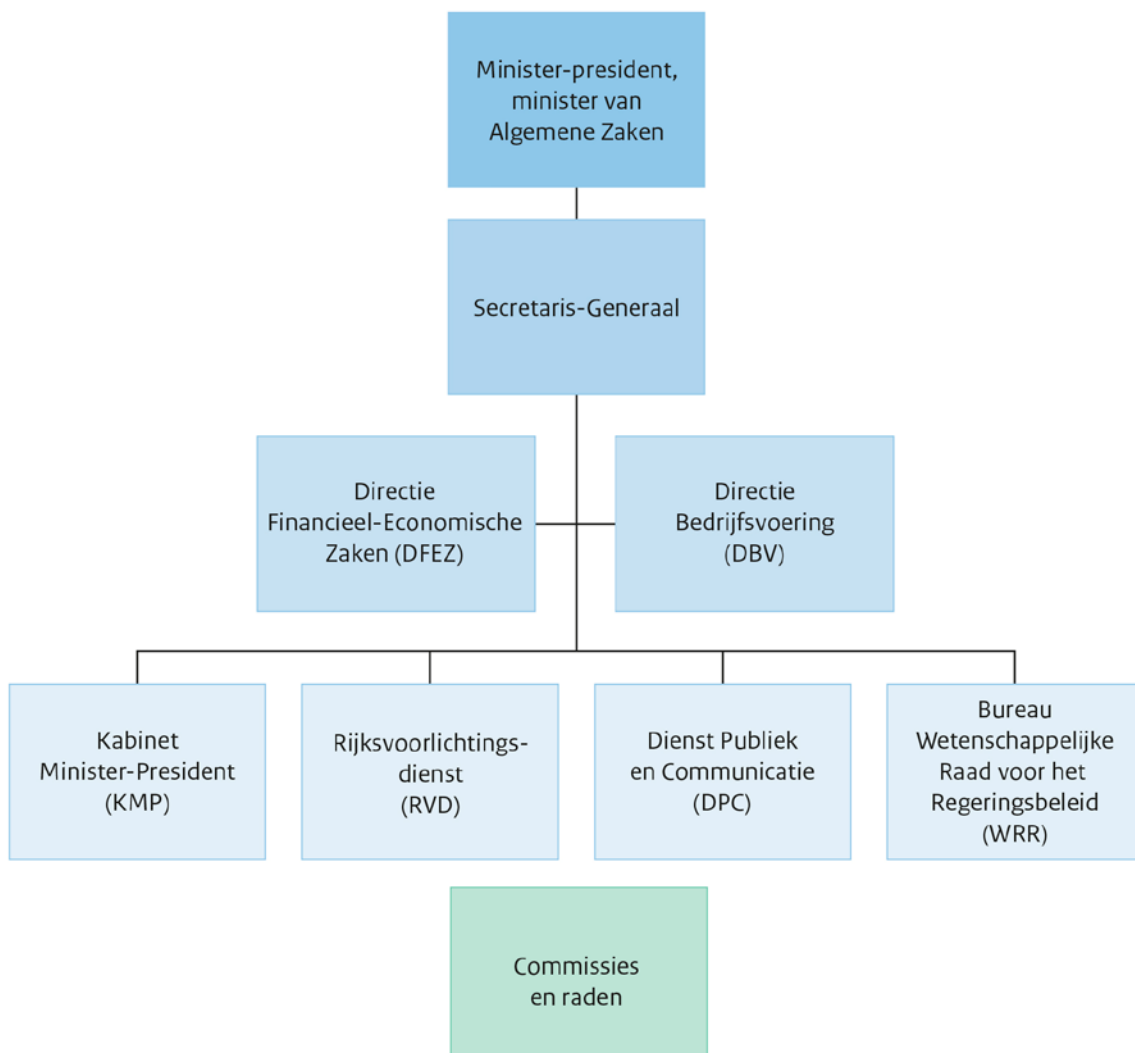 Minister-president,
minister van
Algemene Zaken
Secretaris-Generaal
Directie
Financieel-Economische
Zaken (DFEZ)
Directie
Bedrijfsvoering
(DBV)
Kabinet
Minister-President
(KMP)
Rijksvoorlichtings-
dienst
(RVD)
Dienst Publiek
en Communicatie
(DPC)
Bureau
Wetenschappelijke
Raad voor het
Regeringsbeleid
(WRR)
Commissies
en raden